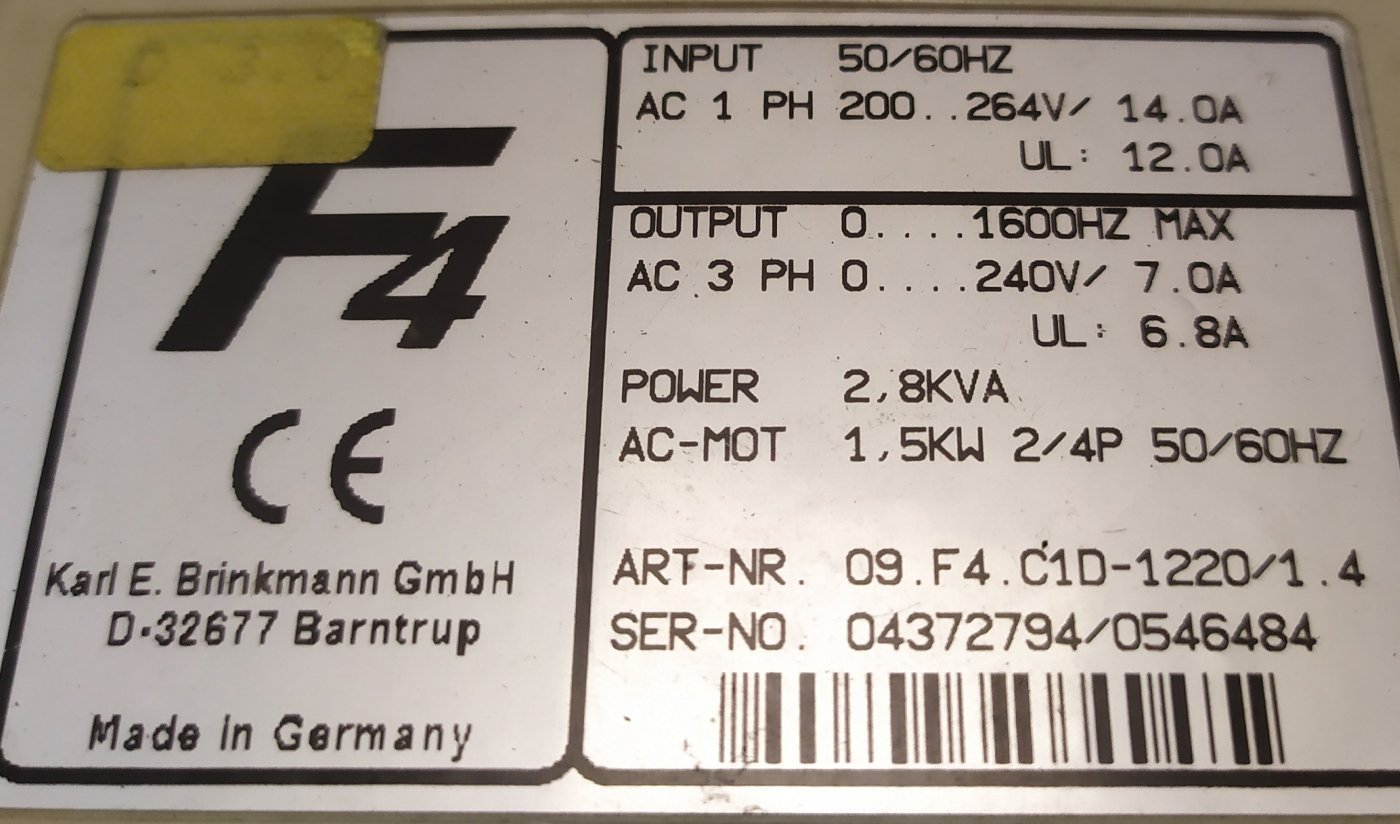 F4
CE
Karl E. Brinkmann GmbH
D-32677 Barntrup
Made in Germany
INPUT 50/60HZ
AC 1 PH 200..264V/ 14.0A
UL: 12.0A
OUTPUT 0....1600HZ MAX
AC 3 PH 0....240V/ 7.0A
UL: 6.8A
POWER 2,8KVA
AC-MOT 1,5KW 2/4P 50/60HZ
ART-NR. 09.F4.C1D-1220/1.4
SER-NO. 04372794/0546484